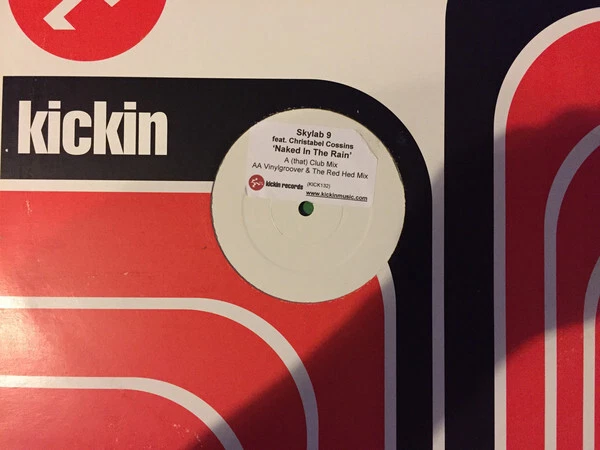 kickin
Skylab 9
feat. Christabel Cossins
'Naked In The Rain'
A (that) Club Mix
AA Vinylgroover & The Red Hed Mix
kickin records (KICK132)
www.kickinmusic.com